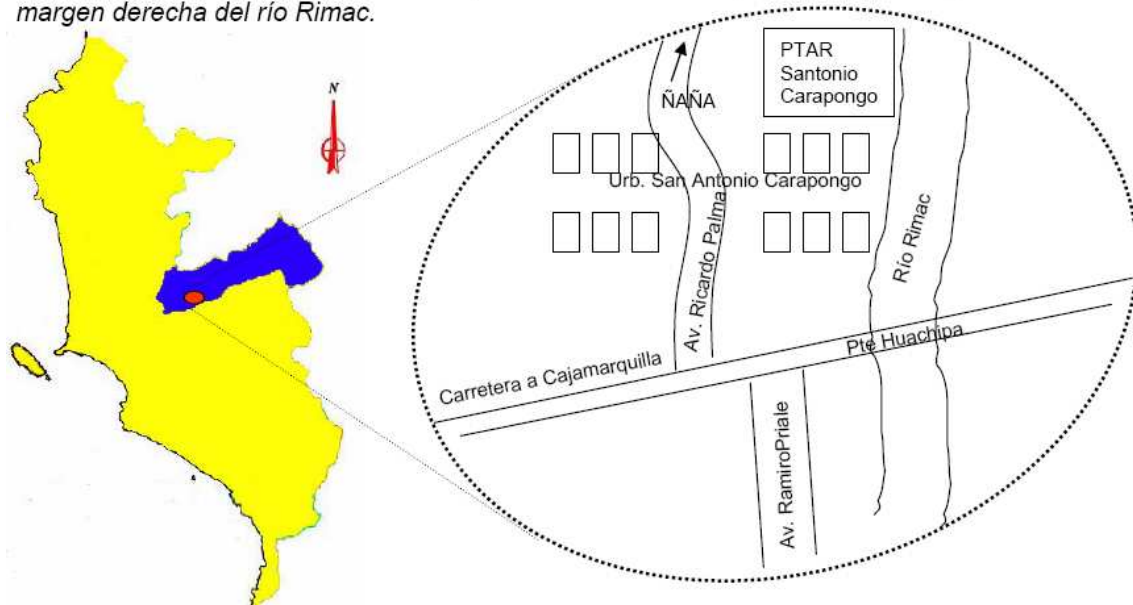 margen derecha del río Rimac.
N
PTAR
Santonio
Carapongo
ÑAÑA
Urb. San Antonio Carapongo
Av. Ricardo Palma
Río Rimac
Pte Huachipa
Carretera a Cajamarquilla
Av. RamiroPriale